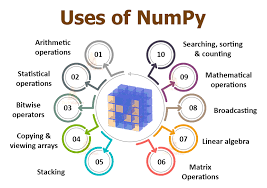 Uses of NumPy
Arithmetic
operations
01
Statistical
operations
02
Bitwise
operators
03
Copying &
viewing arrays
04
Stacking
05
10
Searching, sorting
& counting
09
Mathematical
operations
08
Broadcasting
07
Linear algebra
06
Matrix
Operations